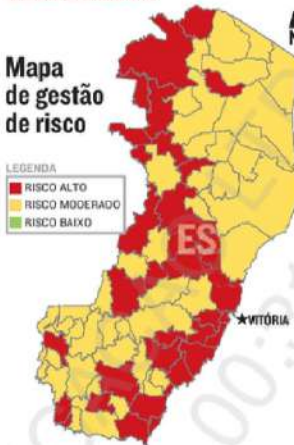 Mapa
de gestão
de risco
LEGENDA
RISCO ALTO
RISCO MODERADO
RISCO BAIXO
ES
★VITÓRIA